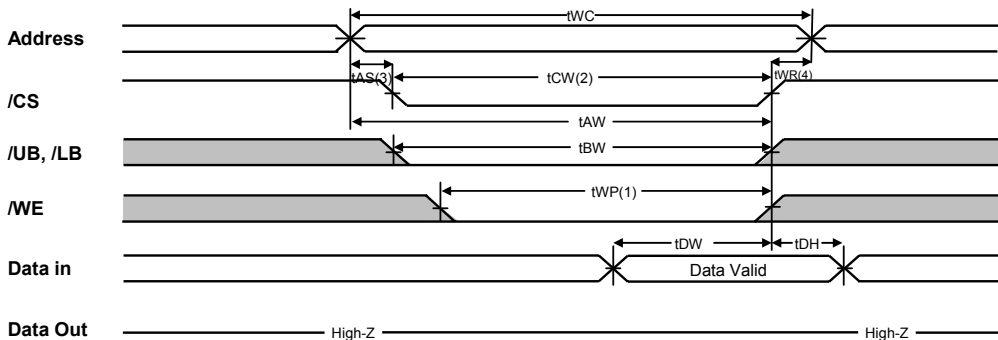 tWC
Address
tAS(3) tCW(2) tWR(4)
/CS
tAW
/UB, /LB tBW
tWP(1)
/WE
tDW tDH
Data in Data Valid
Data Out High-Z High-Z